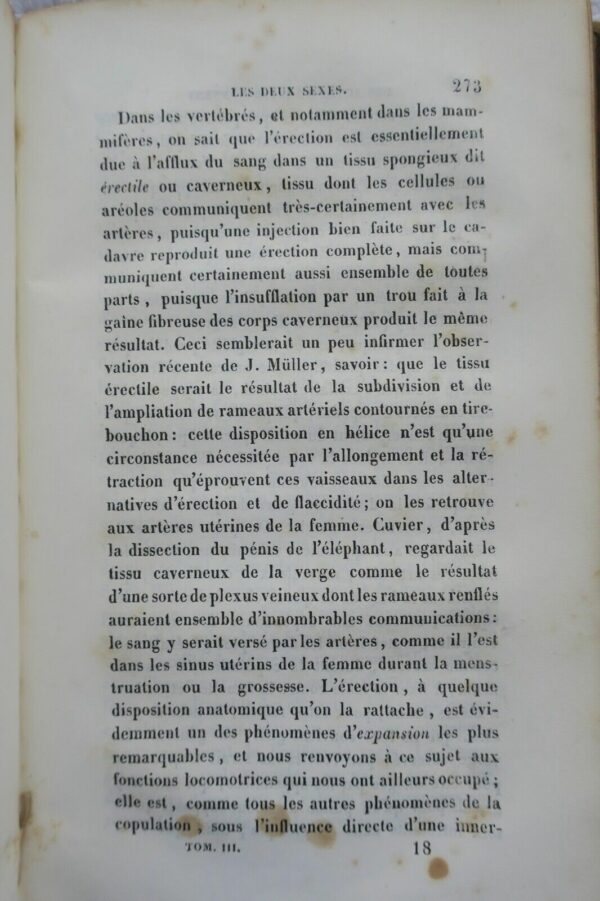 LES DEUX SEXES. 273
Dans les vertébrés, et notamment dans les mam-
mifères, on sait que l'érection est essentiellement
due à l'afflux du sang dans un tissu spongieux dit
érectile ou caverneux, tissu dont les cellules ou
aréoles communiquent très-certainement avec les
artères, puisqu'une injection bien faite sur le ca-
davre reproduit une érection complète, mais com-
muniquent certainement aussi ensemble de toutes
parts, puisque l'insufflation par un trou fait à la
gaîne fibreuse des corps caverneux produit le même
résultat. Ceci semblerait un peu infirmer l'obser-
vation récente de J. Müller, savoir: que le tissu
érectile serait le résultat de la subdivision et de
l'ampliation de rameaux artériels contournés en tire-
bouchon: cette disposition en hélice n'est qu'une
circonstance nécessitée par l'allongement et la ré-
traction qu'éprouvent ces vaisseaux dans les alter-
natives d'érection et de flaccidité; on les retrouve
aux artères utérines de la femme. Cuvier, d'après
la dissection du pénis de l'éléphant, regardait le
tissu caverneux de la verge comme le résultat
d'une sorte de plexus veineux dont les rameaux renflés
auraient ensemble d'innombrables communications:
le sang y serait versé par les artères, comme il l'est
dans les sinus utérins de la femme durant la mens-
truation ou la grossesse. L'érection, à quelque
disposition anatomique qu'on la rattache, est évi-
demment un des phénomènes d'expansion les plus
remarquables, et nous renvoyons à ce sujet aux
fonctions locomotrices qui nous ont ailleurs occupé;
elle est, comme tous les autres phénomènes de la
copulation, sous l'influence directe d'une inner-
TOM. III. 18